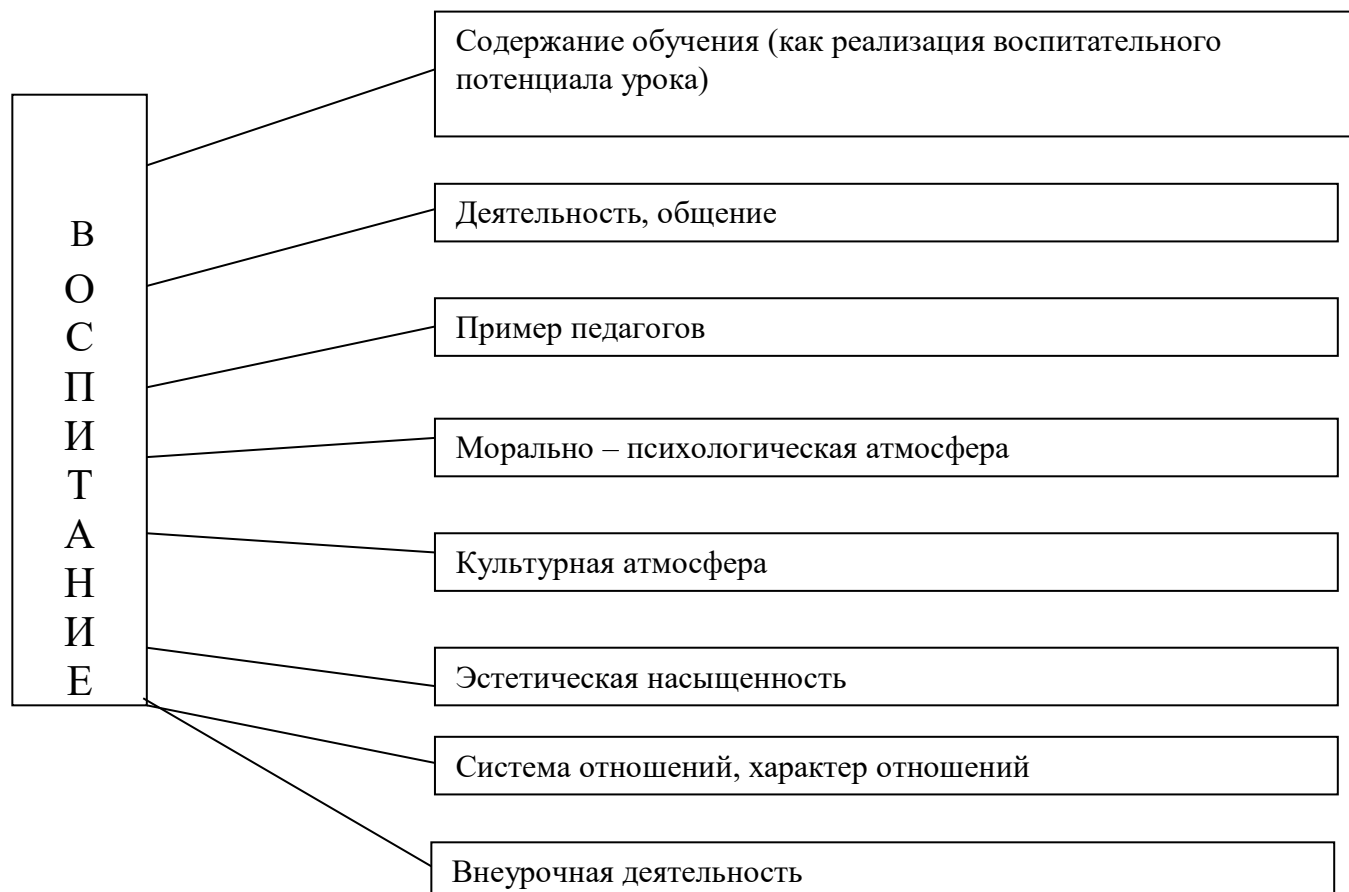 Содержание обучения (как реализация воспитательного
потенциала урока)
В
О
С
П
И
Т
А
Н
И
Е
Деятельность, общение
Пример педагогов
Морально – психологическая атмосфера
Культурная атмосфера
Эстетическая насыщенность
Система отношений, характер отношений
Внеурочная деятельность